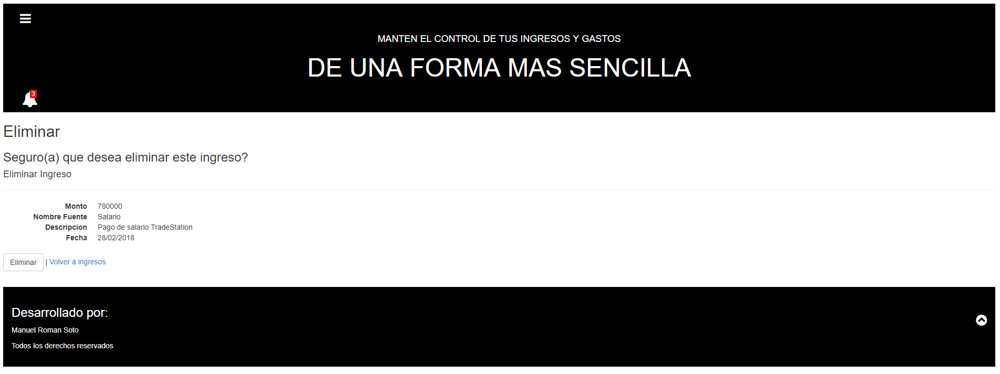 MANTEN EL CONTROL DE TUS INGRESOS Y GASTOS
DE UNA FORMA MAS SENCILLA
3
Eliminar
Seguro(a) que desea eliminar este ingreso?
Eliminar Ingreso
Monto 780000
Nombre Fuente Salario
Descripcion Pago de salario TradeStation
Fecha 28/02/2018
Eliminar | Volver a ingresos
Desarrollado por:
Manuel Roman Soto
Todos los derechos reservados